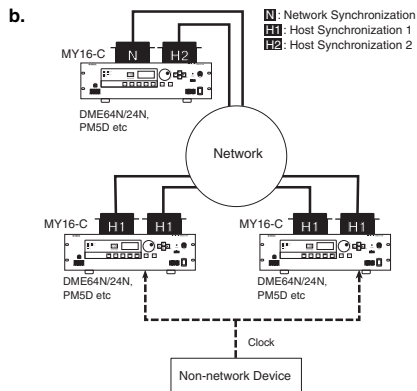 b.
N : Network Synchronization
H1 : Host Synchronization 1
H2 : Host Synchronization 2
MY16-C
N
H2
DME64N/24N,
PM5D etc
Network
MY16-C
H1
H1
MY16-C
H1
H1
DME64N/24N,
PM5D etc
DME64N/24N,
PM5D etc
Clock
Non-network Device